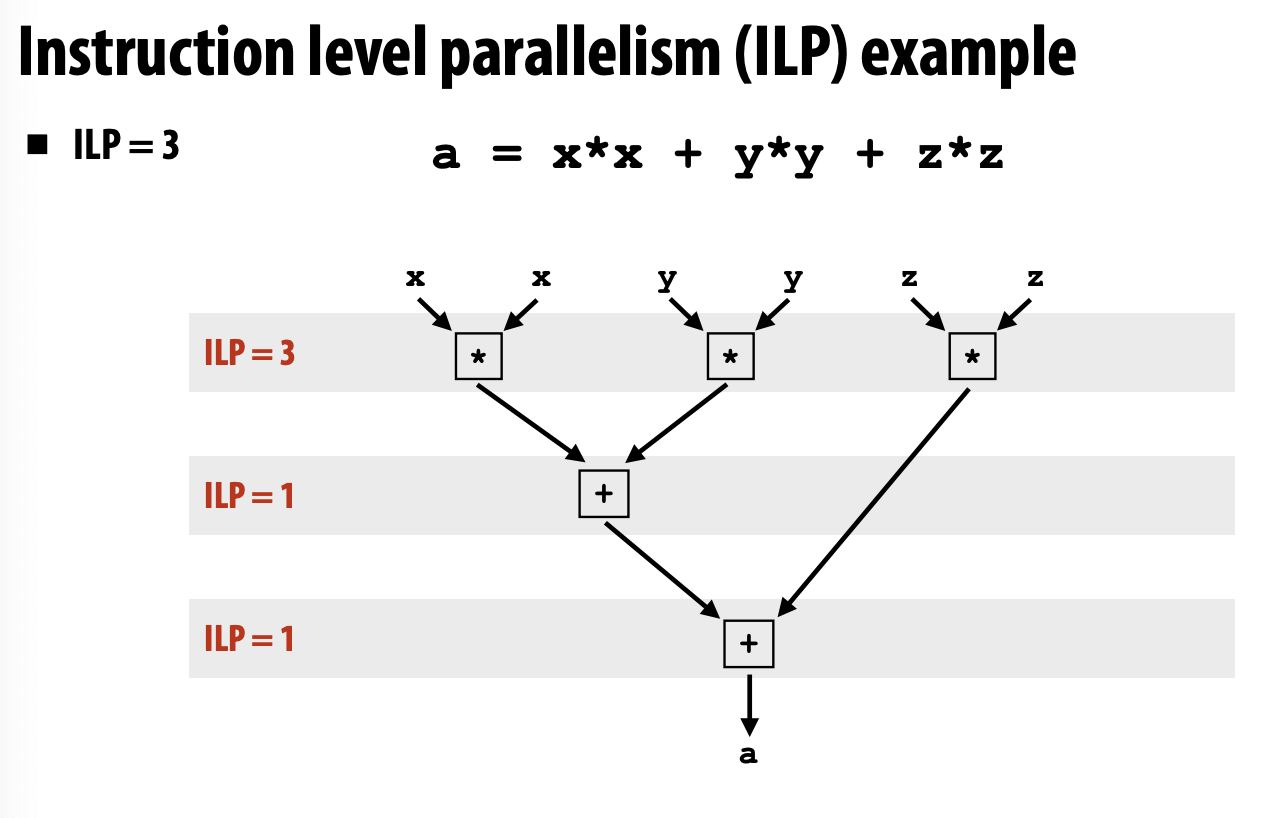 Instruction level parallelism (ILP) example
■ ILP = 3
a = x*x + y*y + z*z
x x y y z z
ILP = 3 * * *
ILP = 1 +
ILP = 1 +
a